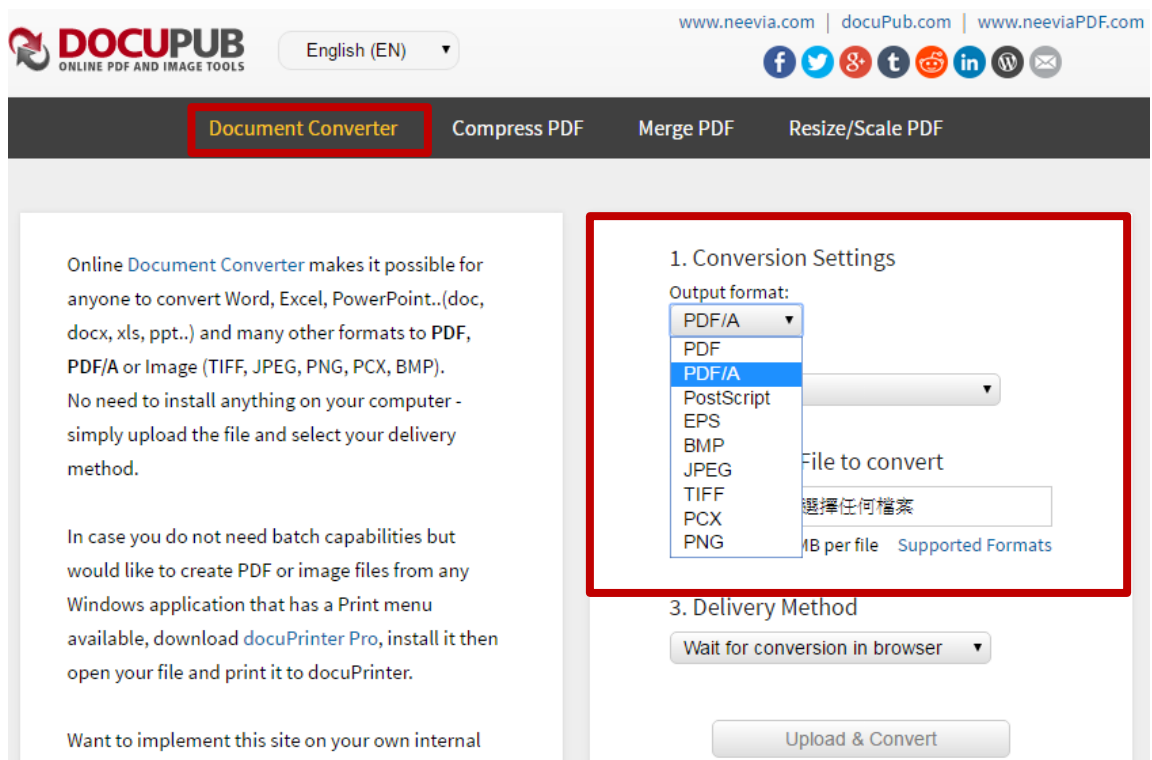 www.neevia.com | docuPub.com | www.neeviaPDF.com
DOCUPUB
ONLINE PDF AND IMAGE TOOLS
English (EN)
Document Converter
Compress PDF
Merge PDF
Resize/Scale PDF
Online Document Converter makes it possible for
anyone to convert Word, Excel, PowerPoint..(doc,
docx, xls, ppt..) and many other formats to PDF,
PDF/A or Image (TIFF, JPEG, PNG, PCX, BMP).
No need to install anything on your computer -
simply upload the file and select your delivery
method.
In case you do not need batch capabilities but
would like to create PDF or image files from any
Windows application that has a Print menu
available, download docuPrinter Pro, install it then
open your file and print it to docuPrinter.
Want to implement this site on your own internal
1. Conversion Settings
Output format:
PDF/A
PDF
PDF/A
PostScript
EPS
BMP
JPEG
TIFF
PCX
PNG
File to convert
選擇任何檔案
MB per file Supported Formats
3. Delivery Method
Wait for conversion in browser
Upload & Convert